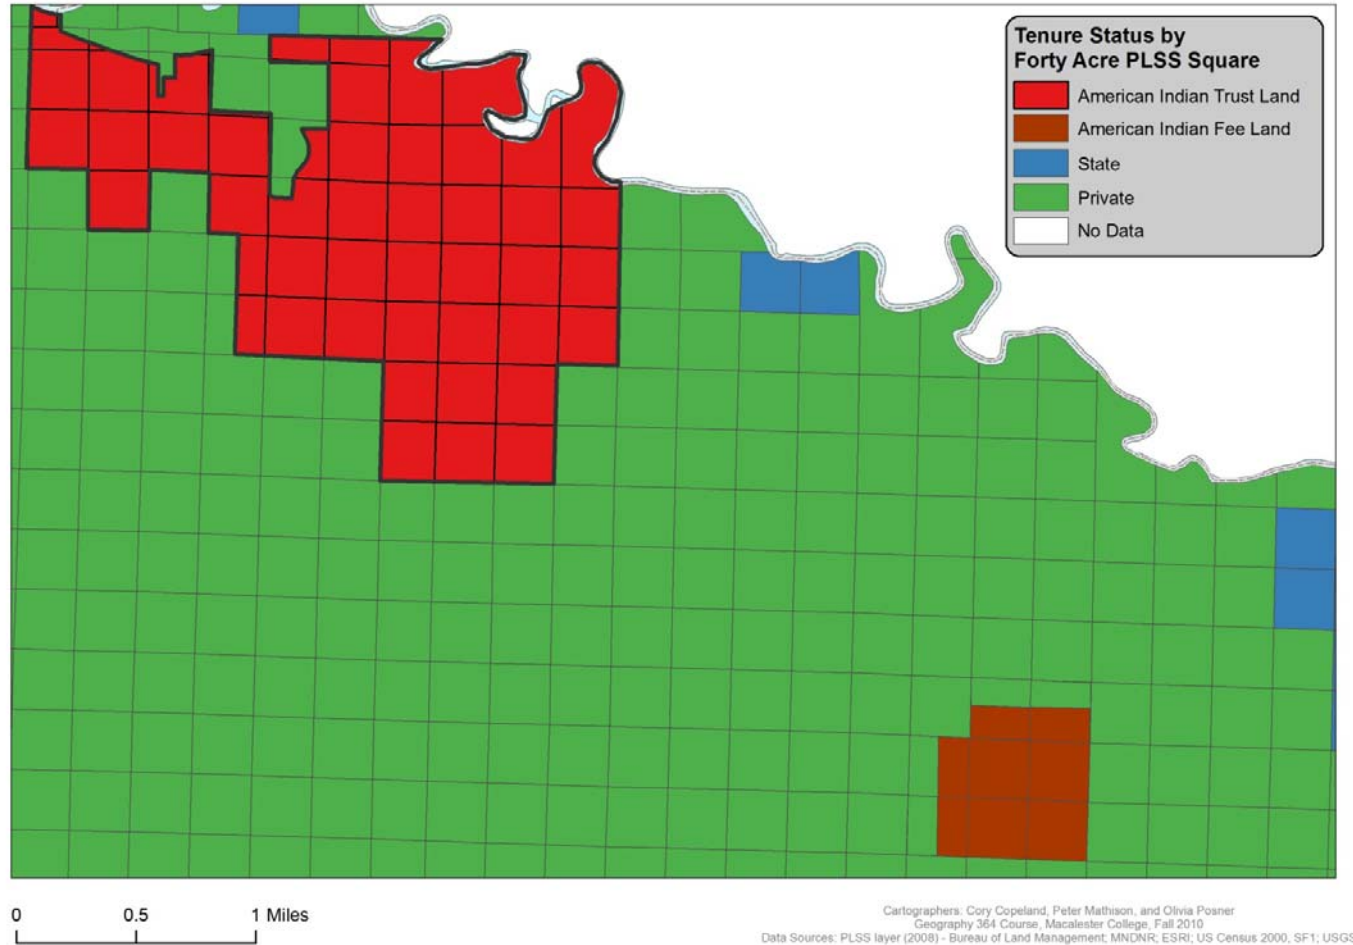 Tenure Status by
Forty Acre PLSS Square
American Indian Trust Land
American Indian Fee Land
State
Private
No Data
0 0.5 1 Miles
Cartographers: Cory Copeland, Peter Mathison, and Olivia Posner
Geography 364 Course, Macalester College, Fall 2010
Data Sources: PLSS layer (2008) - Bureau of Land Management; MNDNR; ESRI; US Census 2000, SF1; USGS